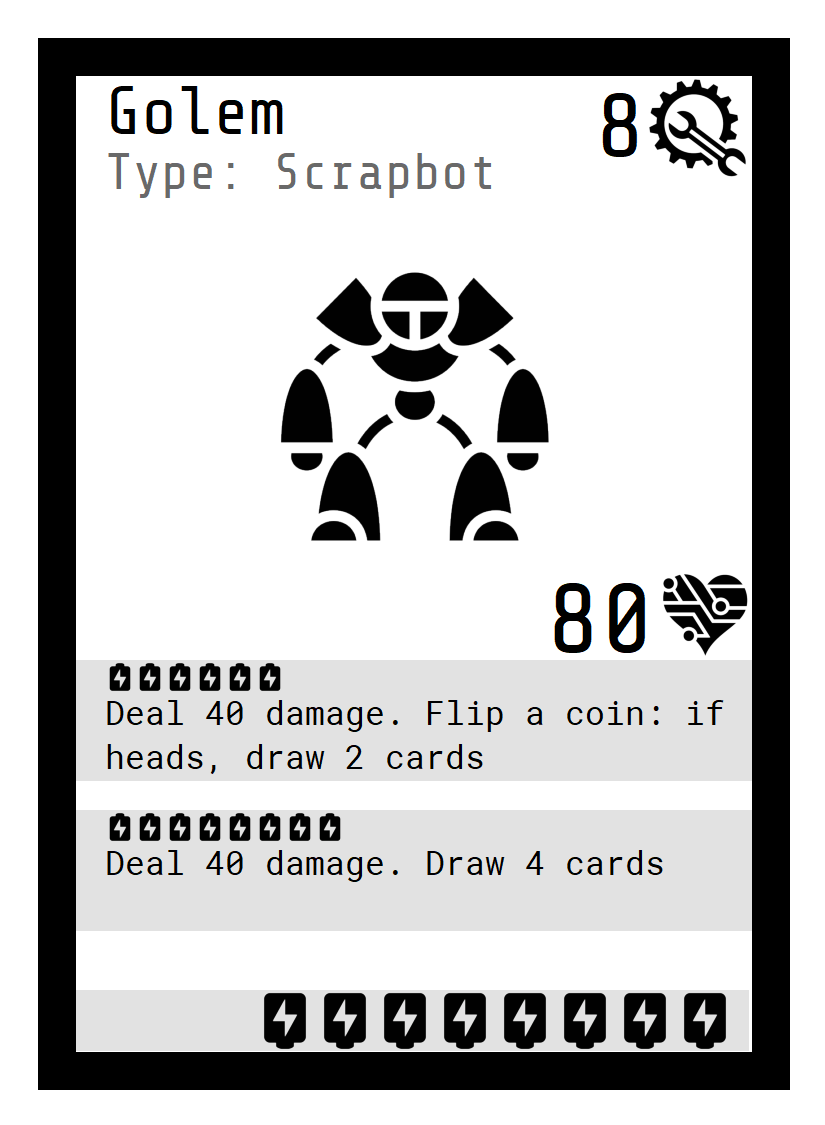 Golem
8
Type: Scrapbot
80
Deal 40 damage. Flip a coin: if
heads, draw 2 cards
Deal 40 damage. Draw 4 cards